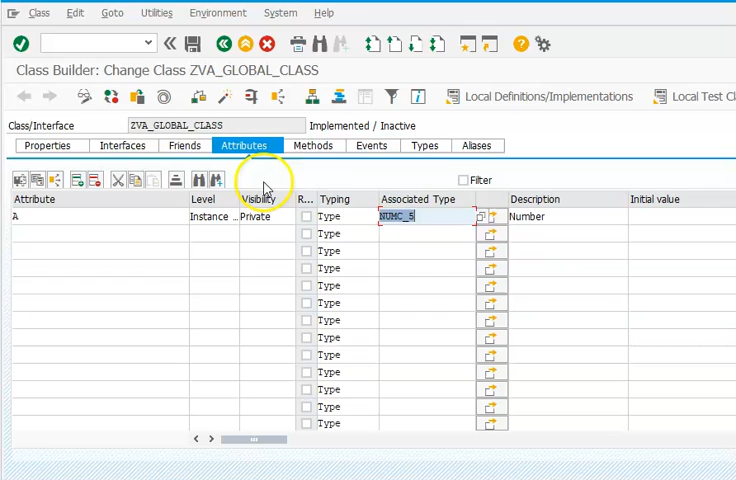 Class Edit Goto Utilities Environment System Help
Class Builder: Change Class ZVA_GLOBAL_CLASS
Local Definitions/Implementations Local Test C
Class/Interface ZVA_GLOBAL_CLASS Implemented / Inactive
Properties Interfaces Friends Attributes Methods Events Types Aliases
Filter
Attribute Level Visibility R... Typing Associated Type Description Initial value
A Instance ... Private Type NUMC_5 Number
Type
Type
Type
Type
Type
Type
Type
Type
Type
Type
Type
Type